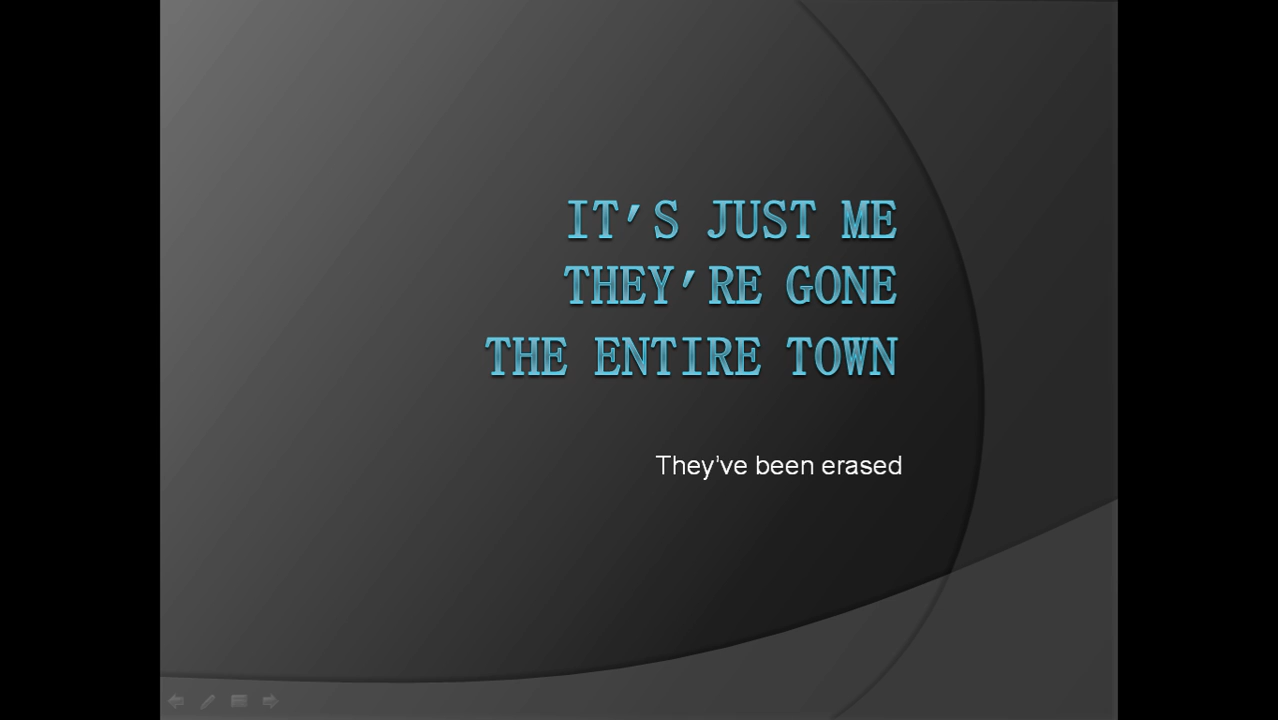 IT’S JUST ME
THEY’RE GONE
THE ENTIRE TOWN
They’ve been erased